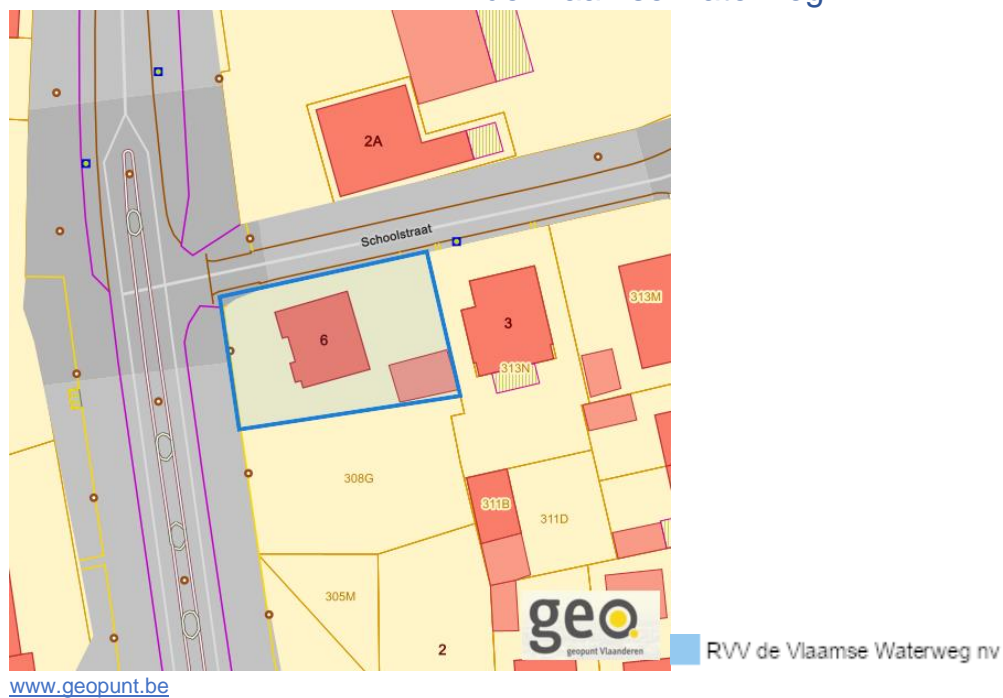 2A
Schoolstraat
313M
6
3
313N
308G
311B
311D
305M
2
geo
geopunt Vlaanderen
RVV de Vlaamse Waterweg nv
www.geopunt.be